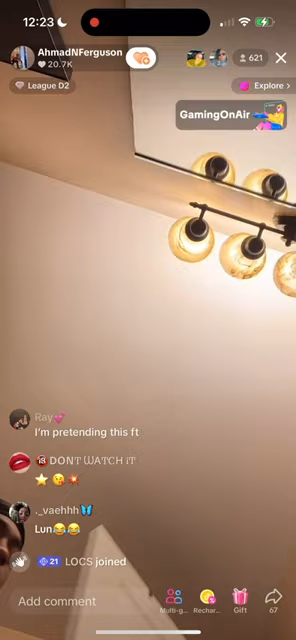 12:23
AhmadNFerguson
20.7K
621
League D2
Explore >
GamingOnAir
Ray💕
I'm pretending this ft
🔞DON'T WATCH iT
⭐ 😘 💥
._vaehhh🦋
Lun😂😂
21 LOCS joined
Add comment
Multi-g...
Rechar...
Gift
67